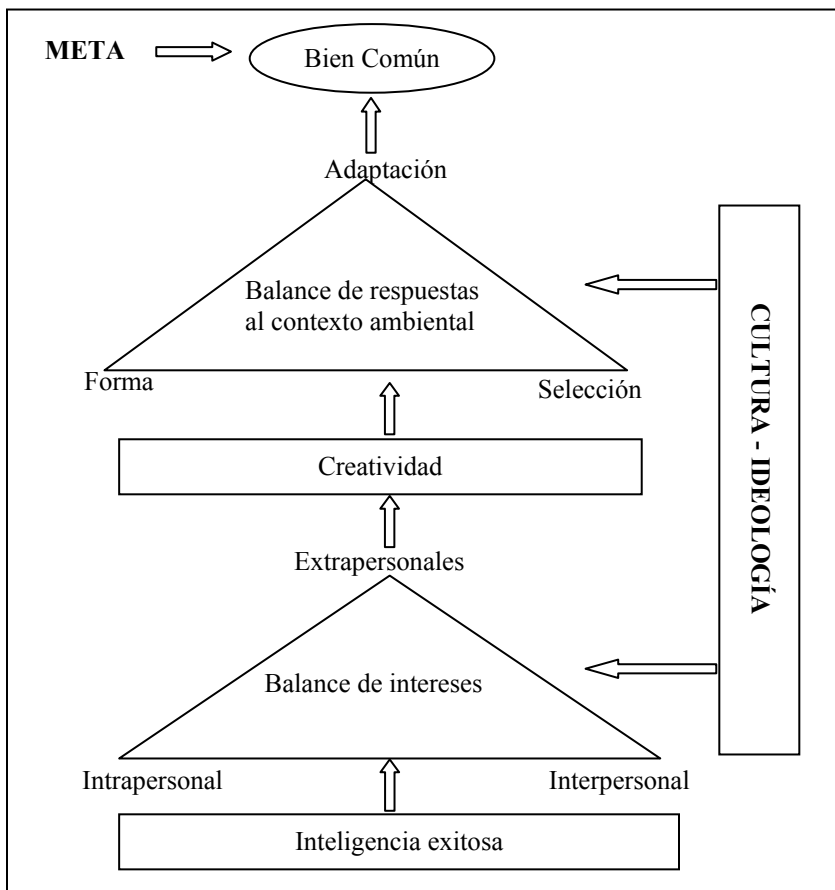 META
Bien Común
Adaptación
Balance de respuestas
al contexto ambiental
Forma
Selección
Creatividad
Extrapersonales
Balance de intereses
Intrapersonal
Interpersonal
Inteligencia exitosa
CULTURA - IDEOLOGÍA